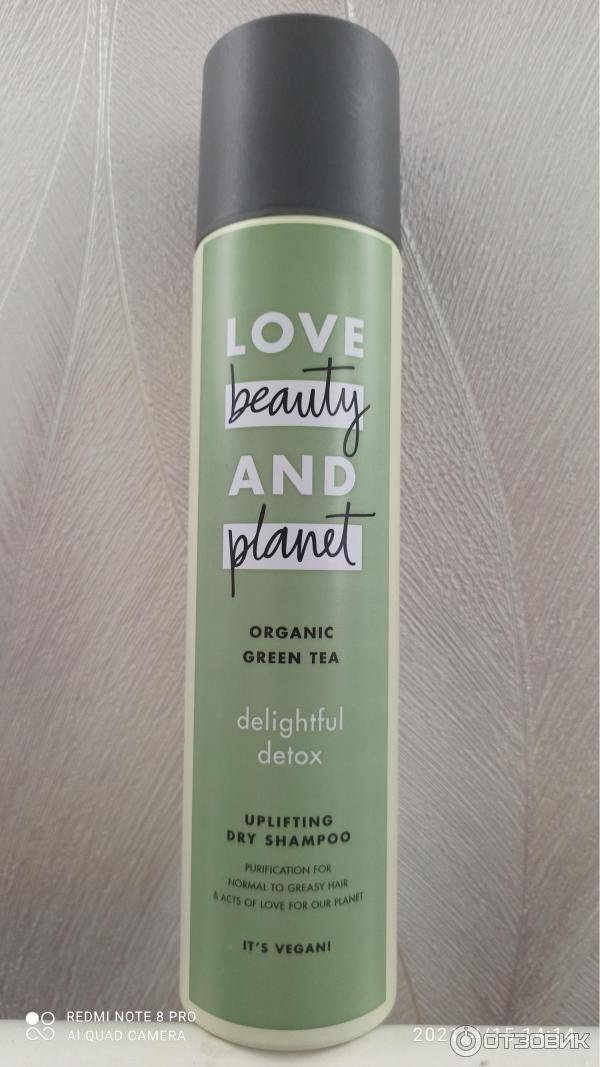 LOVE
beauty
AND
planet
ORGANIC
GREEN TEA
delightful
detox
UPLIFTING
DRY SHAMPOO
PURIFICATION FOR
NORMAL TO GREASY HAIR
& ACTS OF LOVE FOR OUR PLANET
IT'S VEGAN!
REDMI NOTE 8 PRO
AI QUAD CAMERA
ОТЗОВИК